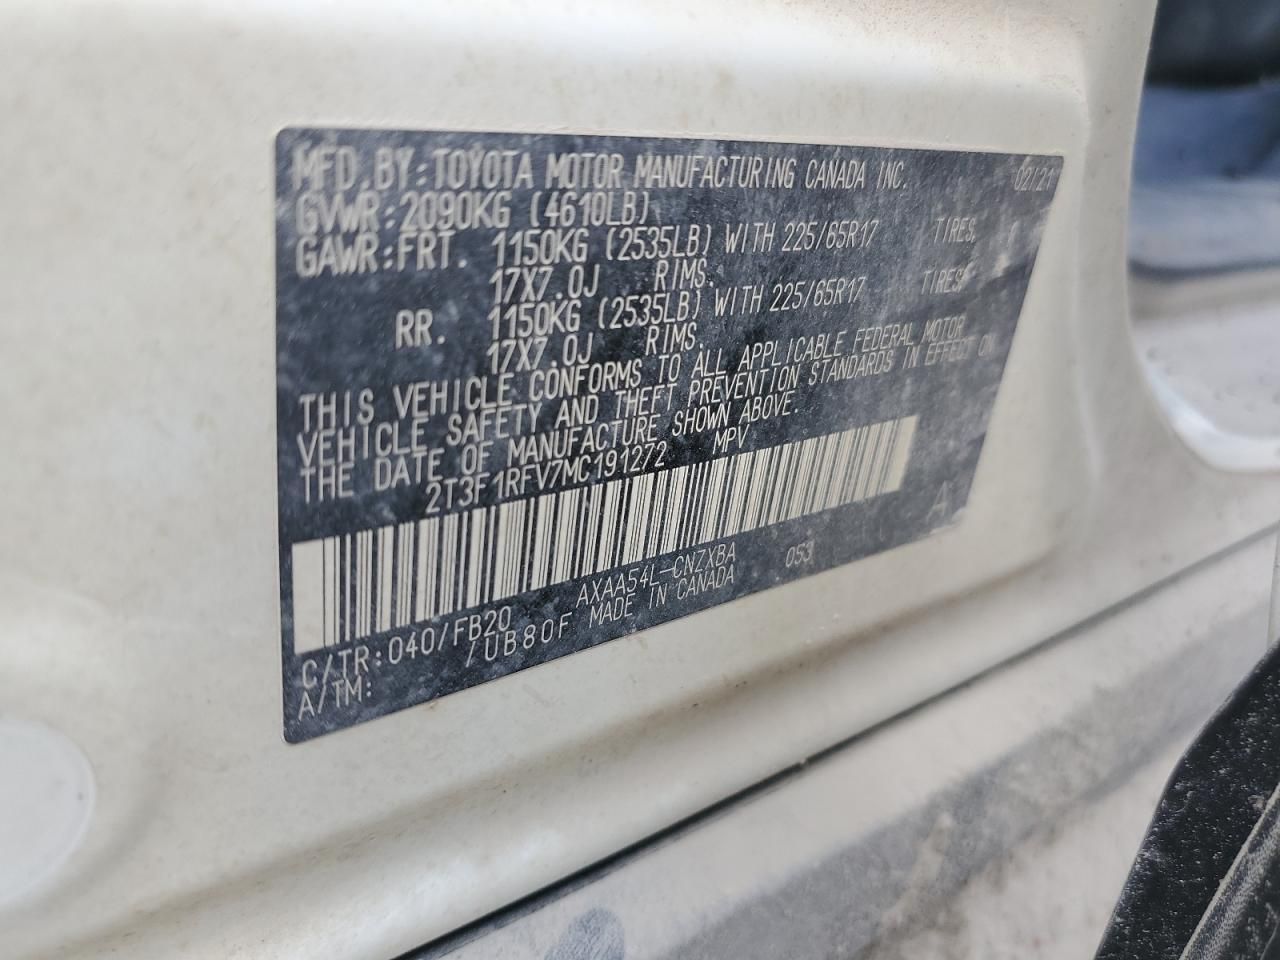 MFD.BY:TOYOTA MOTOR MANUFACTURING CANADA INC. 02/21
GVWR:2090KG (4610LB)
GAWR:FRT. 1150KG (2535LB) WITH 225/65R17 TIRES,
17X7.0J RIMS.
RR. 1150KG (2535LB) WITH 225/65R17 TIRES,
17X7.0J RIMS.
THIS VEHICLE CONFORMS TO ALL APPLICABLE FEDERAL MOTOR
VEHICLE SAFETY AND THEFT PREVENTION STANDARDS IN EFFECT ON
THE DATE OF MANUFACTURE SHOWN ABOVE.
2T3F1RFV7MC191272 MPV
A
C/TR:040/FB20 AXAA54L-CNZXBA 053
A/TM: /UB80F MADE IN CANADA